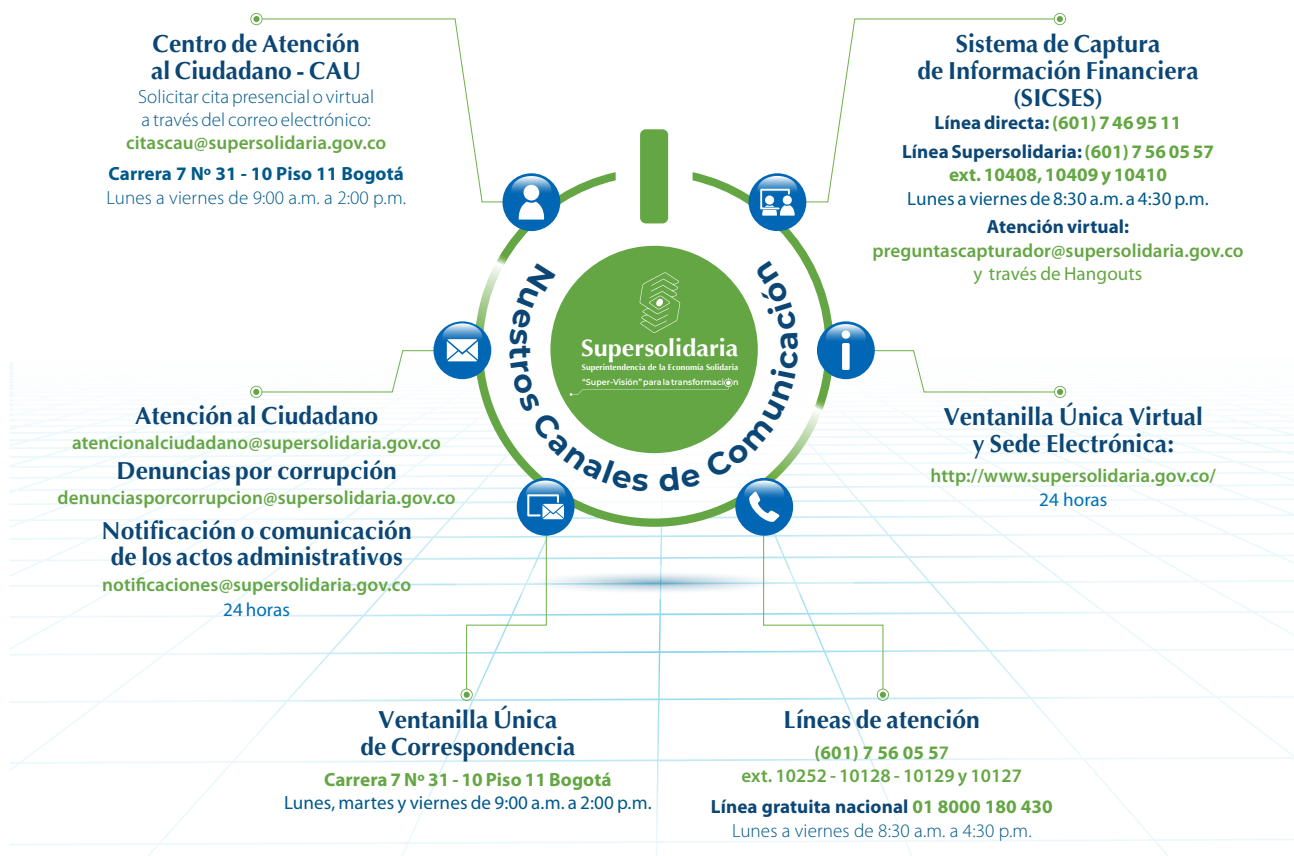 Centro de Atención
al Ciudadano - CAU
Solicitar cita presencial o virtual
a través del correo electrónico:
citascau@supersolidaria.gov.co
Carrera 7 Nº 31 - 10 Piso 11 Bogotá
Lunes a viernes de 9:00 a.m. a 2:00 p.m.
Sistema de Captura
de Información Financiera
(SICSES)
Línea directa: (601) 7 46 95 11
Línea Supersolidaria: (601) 7 56 05 57
ext. 10408, 10409 y 10410
Lunes a viernes de 8:30 a.m. a 4:30 p.m.
Atención virtual:
preguntascapturador@supersolidaria.gov.co
y través de Hangouts
Nuestros Canales de Comunicación
Supersolidaria
Superintendencia de la Economía Solidaria
"Super-Visión" para la transformación
Atención al Ciudadano
atencionalciudadano@supersolidaria.gov.co
Denuncias por corrupción
denunciasporcorrupcion@supersolidaria.gov.co
Notificación o comunicación
de los actos administrativos
notificaciones@supersolidaria.gov.co
24 horas
Ventanilla Única Virtual
y Sede Electrónica:
http://www.supersolidaria.gov.co/
24 horas
Ventanilla Única
de Correspondencia
Carrera 7 Nº 31 - 10 Piso 11 Bogotá
Lunes, martes y viernes de 9:00 a.m. a 2:00 p.m.
Líneas de atención
(601) 7 56 05 57
ext. 10252 - 10128 - 10129 y 10127
Línea gratuita nacional 01 8000 180 430
Lunes a viernes de 8:30 a.m. a 4:30 p.m.